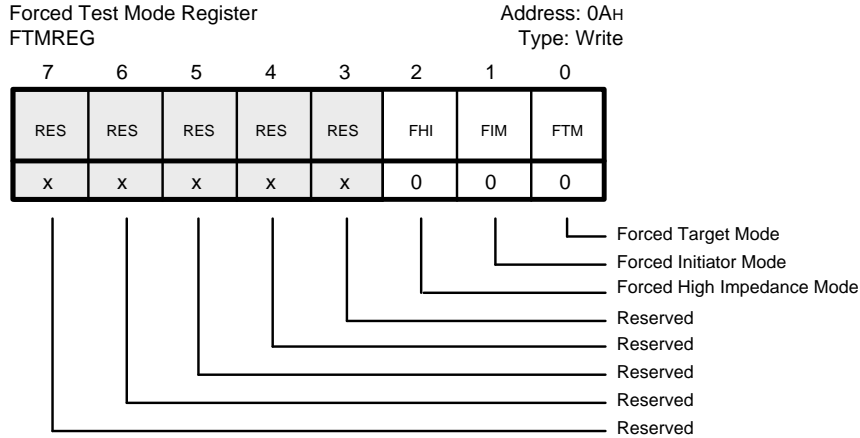 Forced Test Mode Register Address: 0AH
FTMREG Type: Write
7 6 5 4 3 2 1 0
RES RES RES RES RES FHI FIM FTM
x x x x x 0 0 0
Forced Target Mode
Forced Initiator Mode
Forced High Impedance Mode
Reserved
Reserved
Reserved
Reserved
Reserved